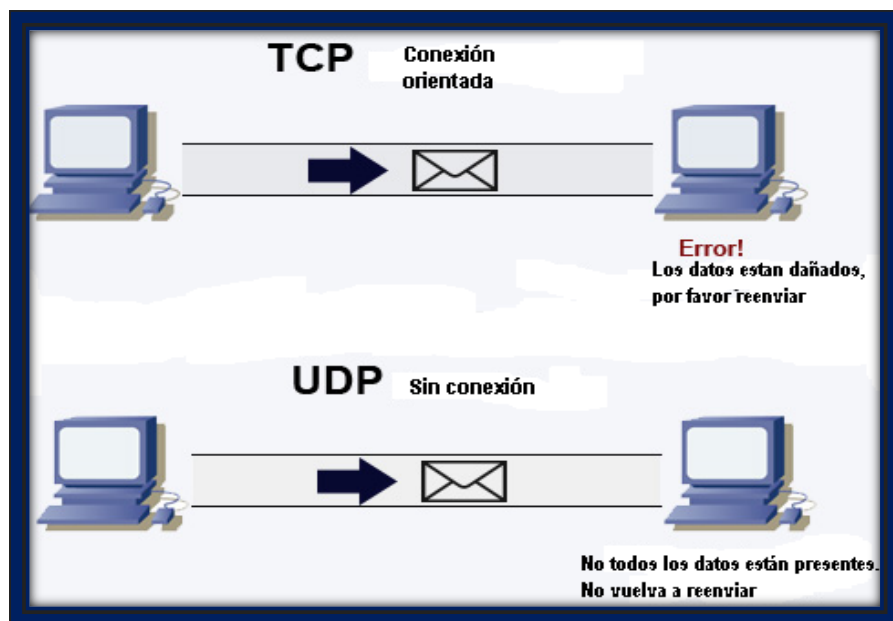 TCP Conexión
orientada
Error!
Los datos estan dañados,
por favor reenviar
UDP Sin conexión
No todos los datos están presentes.
No vuelva a reenviar